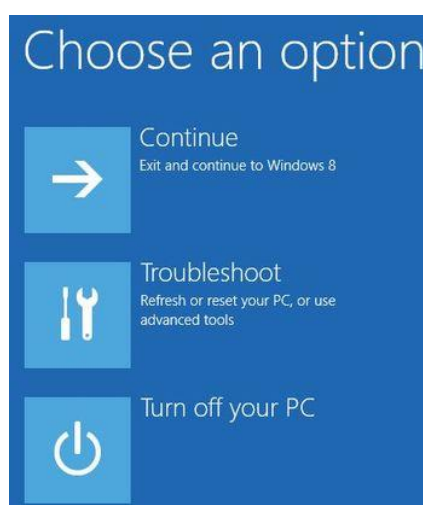 Choose an option
Continue
Exit and continue to Windows 8
Troubleshoot
Refresh or reset your PC, or use
advanced tools
Turn off your PC